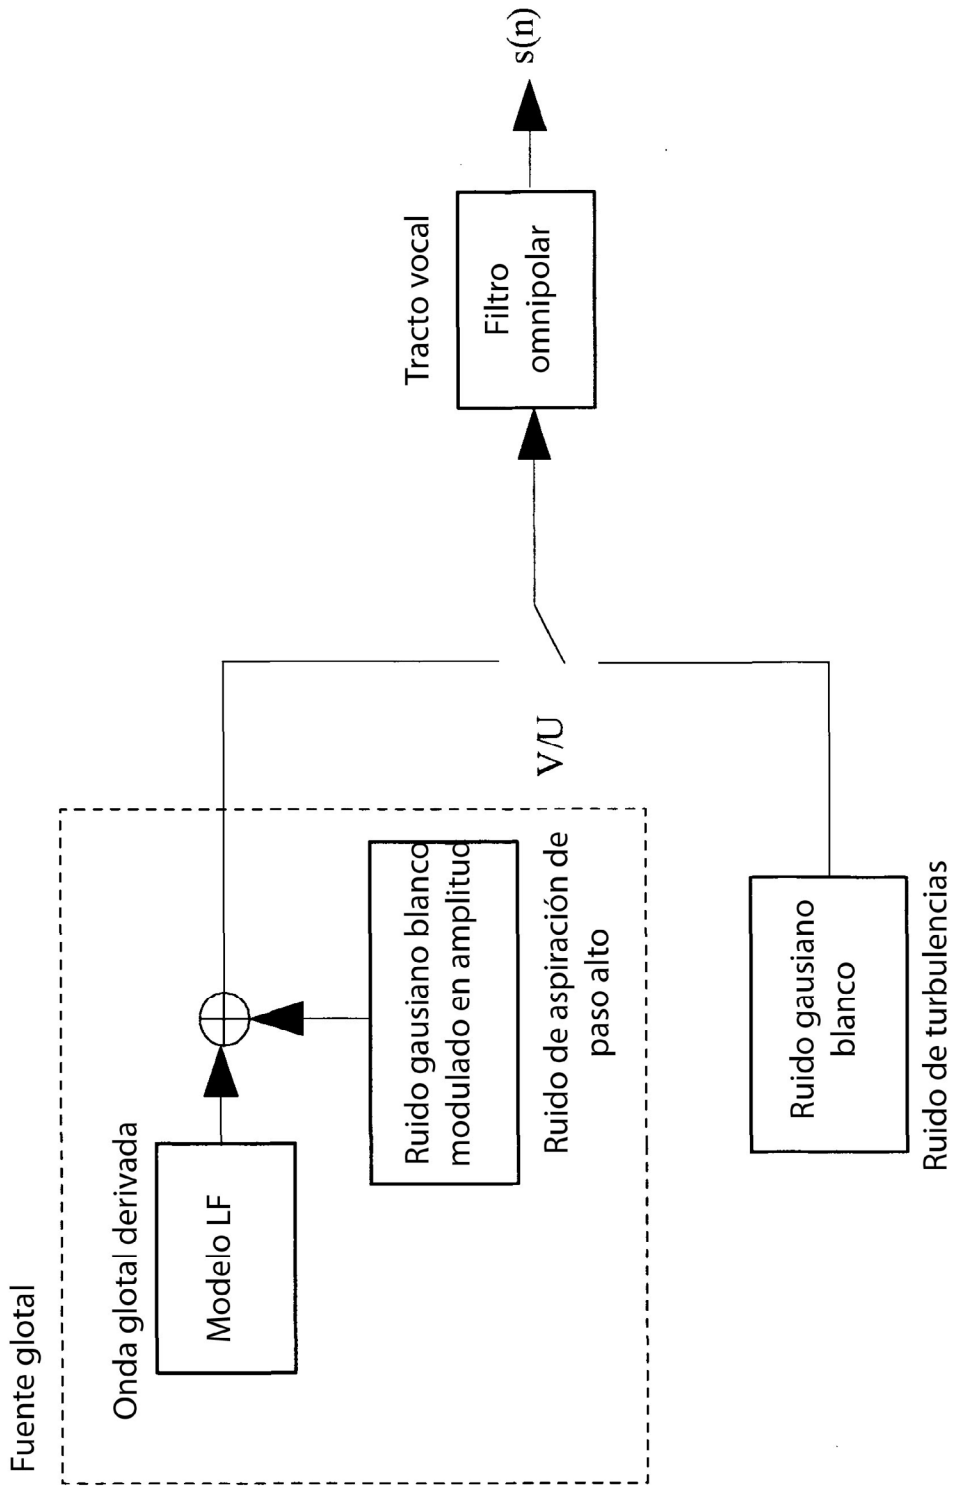 Fuente glotal
Onda glotal derivada
Modelo LF
Ruido gausiano blanco
modulado en amplitud
Ruido de aspiración de
paso alto
V/U
Tracto vocal
Filtro
omnipolar
s(n)
Ruido gausiano
blanco
Ruido de turbulencias